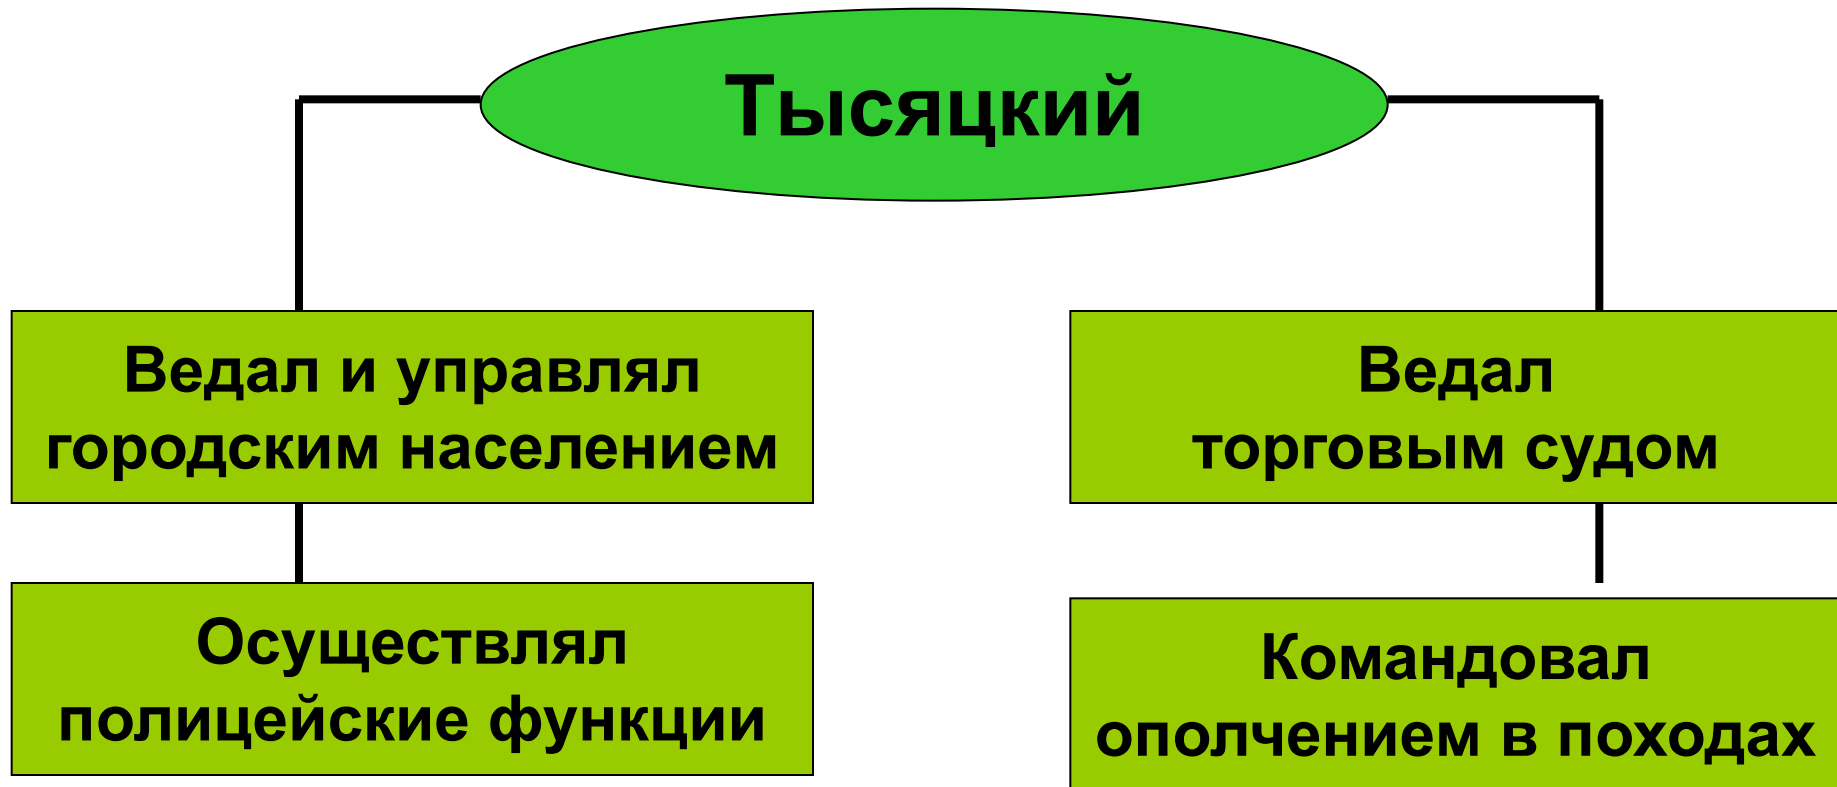 Тысяцкий
Ведал и управлял
городским населением
Ведал
торговым судом
Осуществлял
полицейские функции
Командовал
ополчением в походах